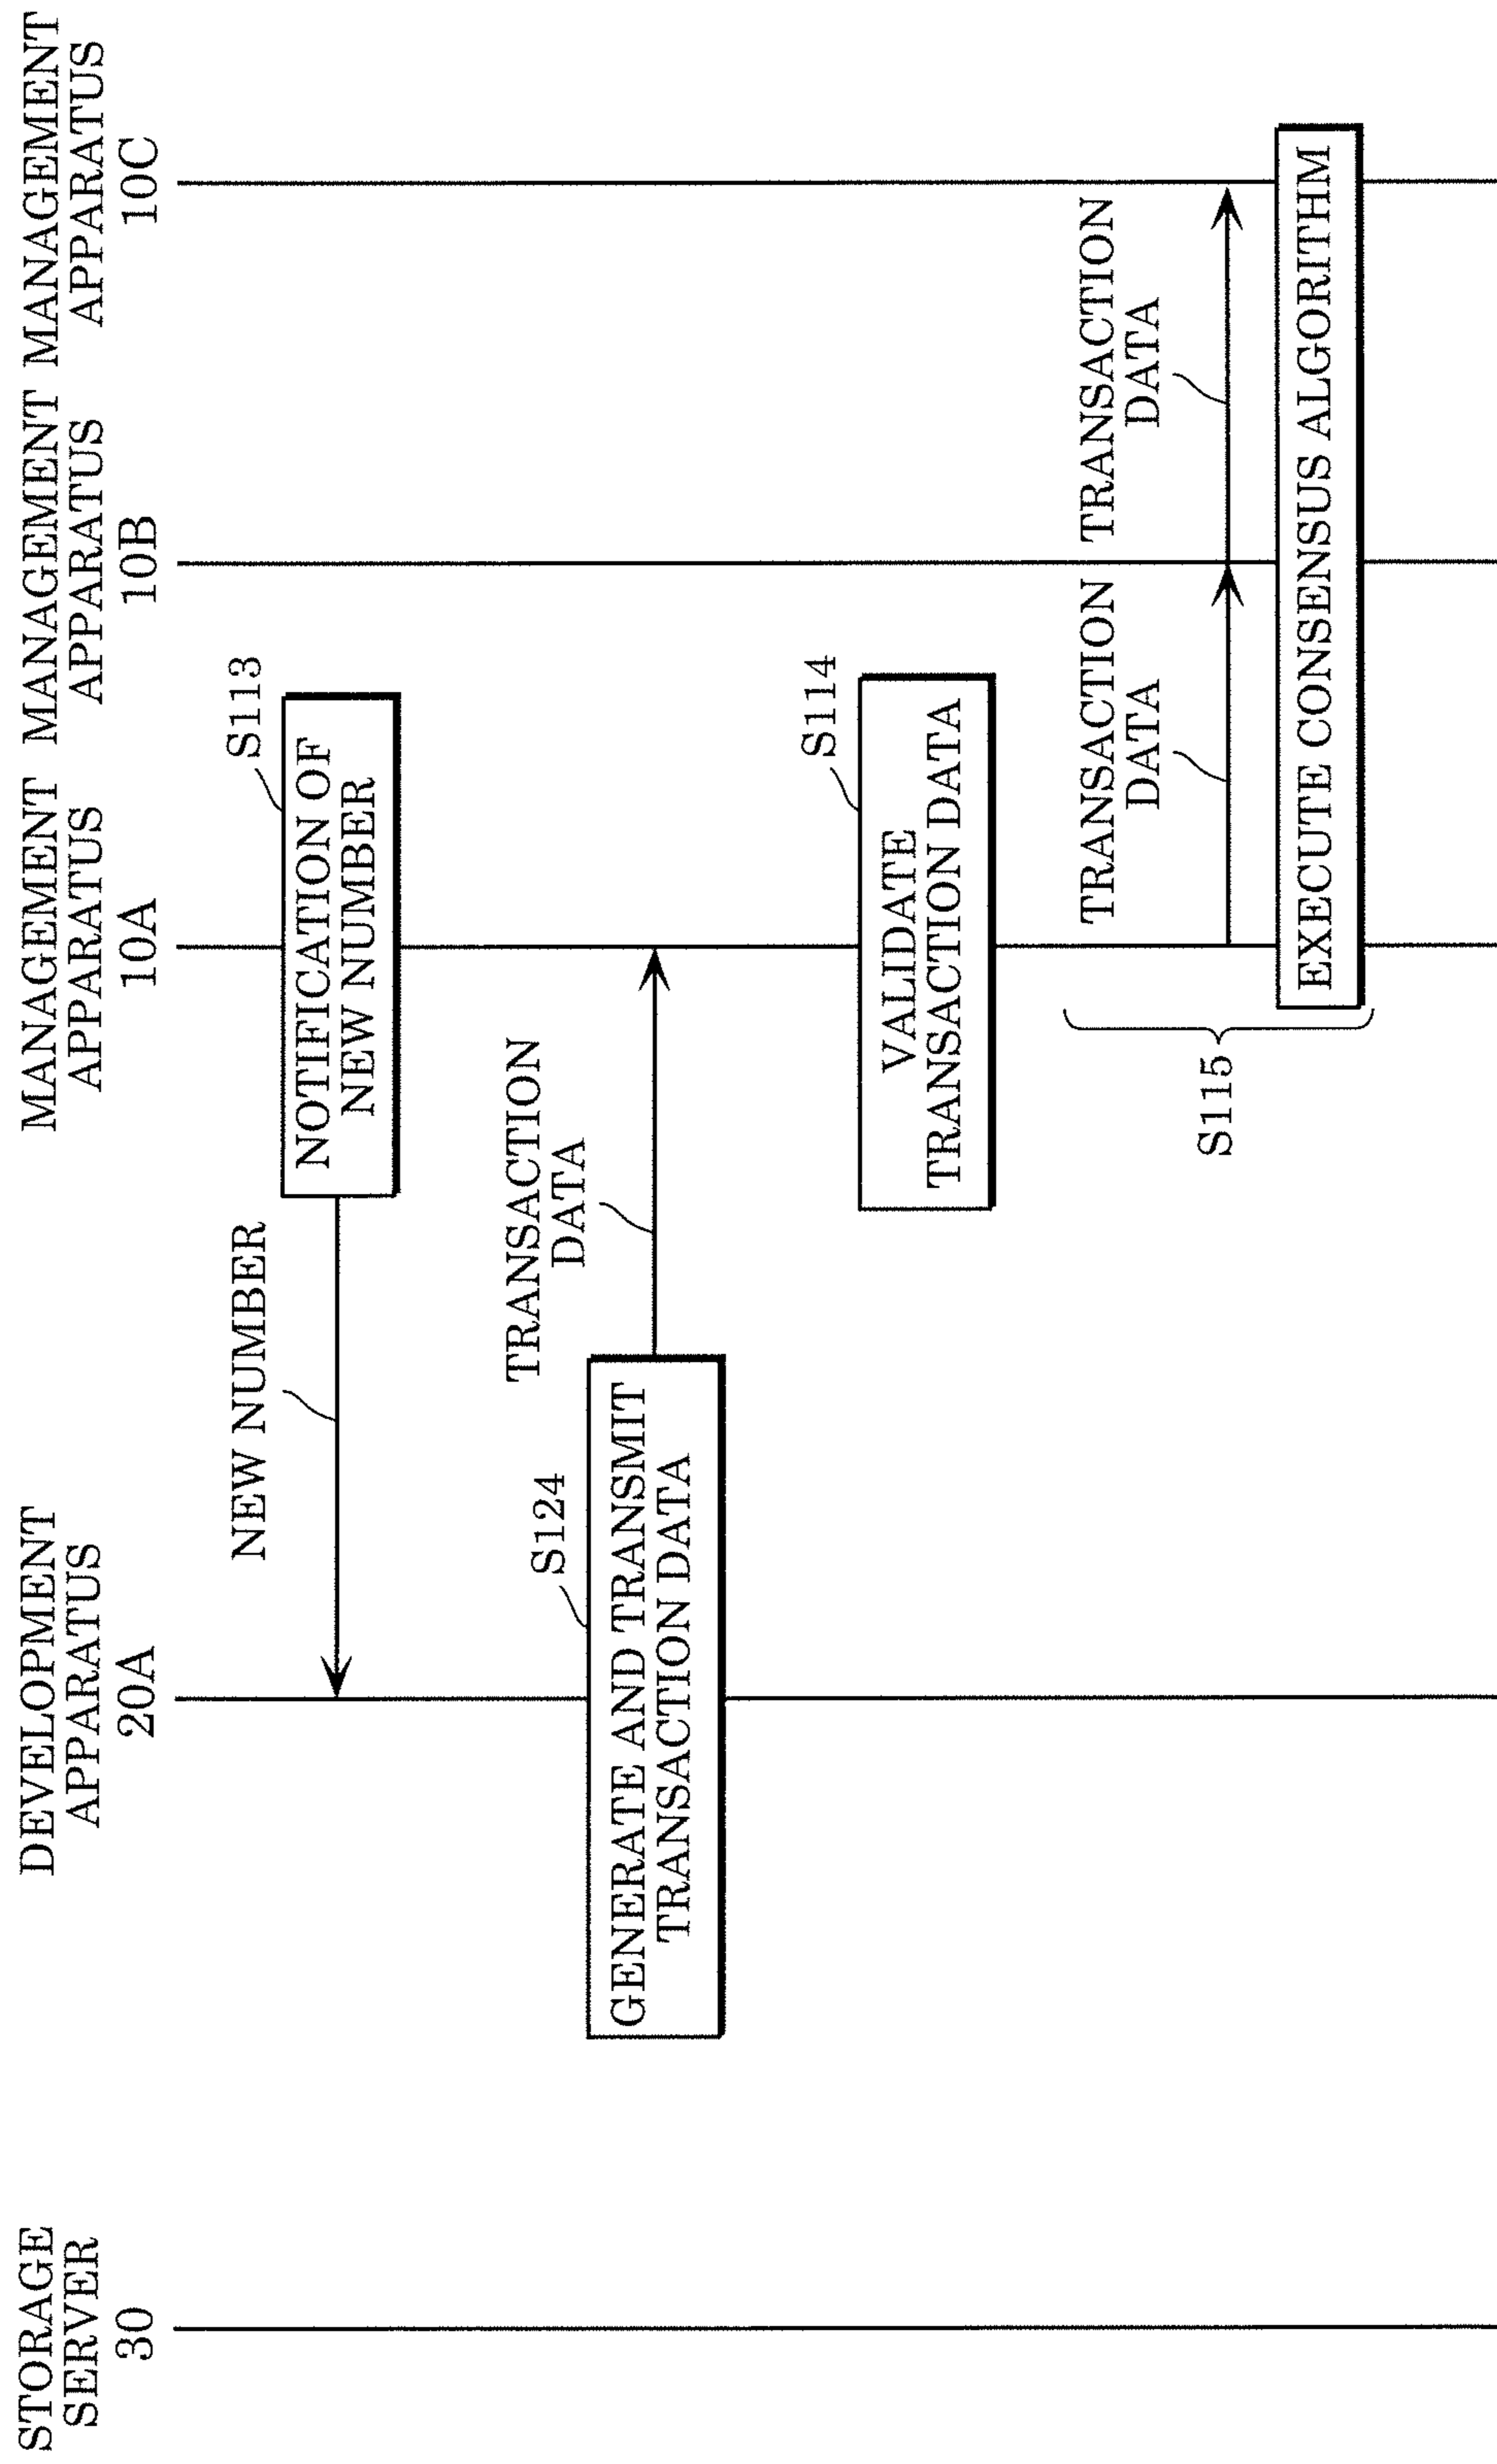 STORAGE
SERVER
30
DEVELOPMENT
APPARATUS
20A
MANAGEMENT
APPARATUS
10A
MANAGEMENT
APPARATUS
10B
MANAGEMENT
APPARATUS
10C
NEW NUMBER
S113
NOTIFICATION OF
NEW NUMBER
S124
GENERATE AND TRANSMIT
TRANSACTION DATA
TRANSACTION
DATA
S114
VALIDATE
TRANSACTION DATA
S115
TRANSACTION
DATA
TRANSACTION
DATA
EXECUTE CONSENSUS ALGORITHM